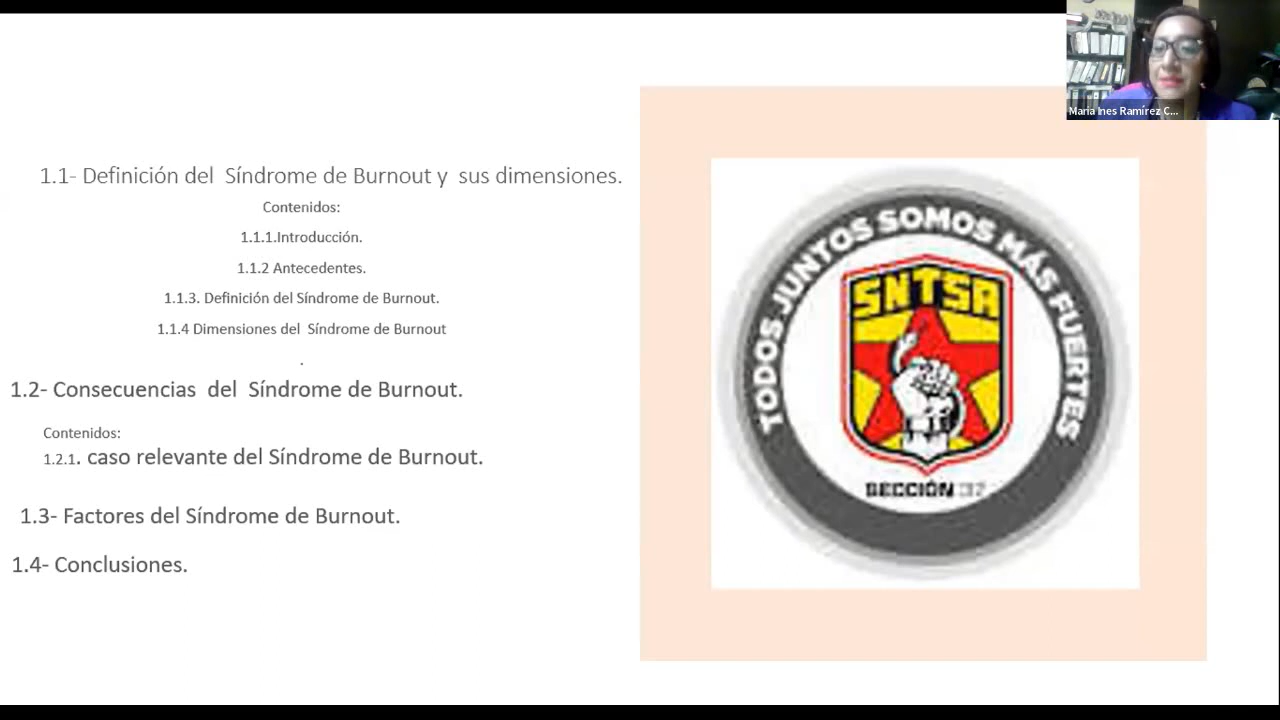 1.1- Definición del Síndrome de Burnout y sus dimensiones.
Contenidos:
1.1.1.Introducción.
1.1.2 Antecedentes.
1.1.3. Definición del Síndrome de Burnout.
1.1.4 Dimensiones del Síndrome de Burnout
.
1.2- Consecuencias del Síndrome de Burnout.
Contenidos:
1.2.1. caso relevante del Síndrome de Burnout.
1.3- Factores del Síndrome de Burnout.
1.4- Conclusiones.
Maria Ines Ramírez C...
TODOS JUNTOS SOMOS MÁS FUERTES
SNTSA
SECCIÓN